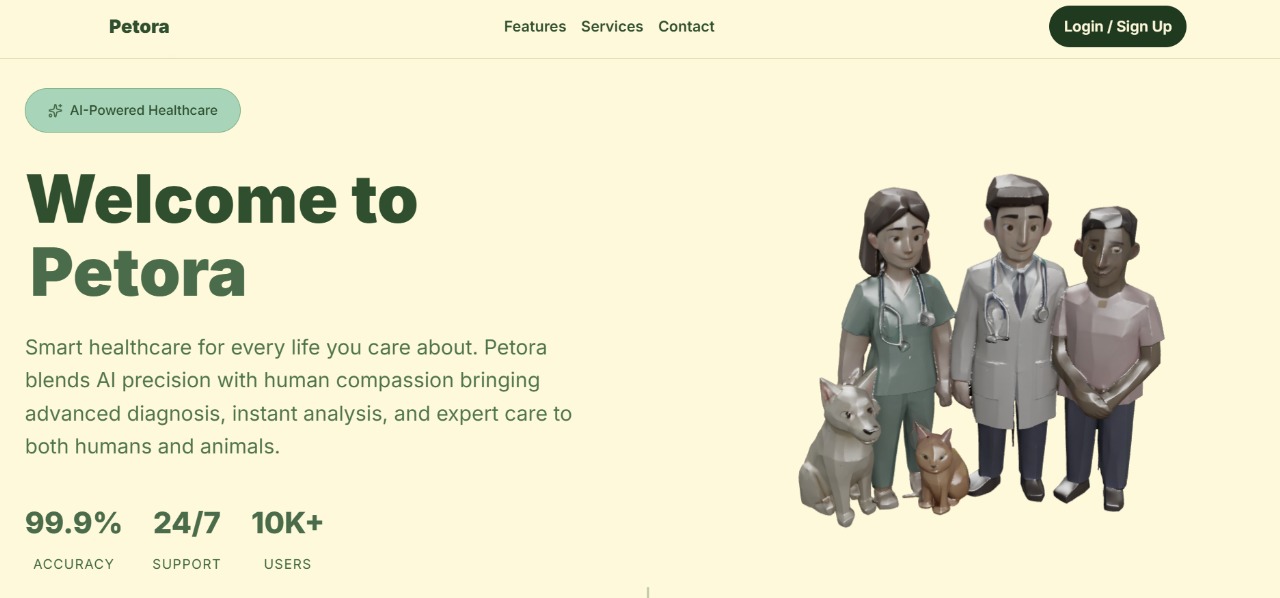 Petora
Features Services Contact
Login / Sign Up
AI-Powered Healthcare
Welcome to
Petora
Smart healthcare for every life you care about. Petora
blends AI precision with human compassion bringing
advanced diagnosis, instant analysis, and expert care to
both humans and animals.
99.9% 24/7 10K+
ACCURACY SUPPORT USERS